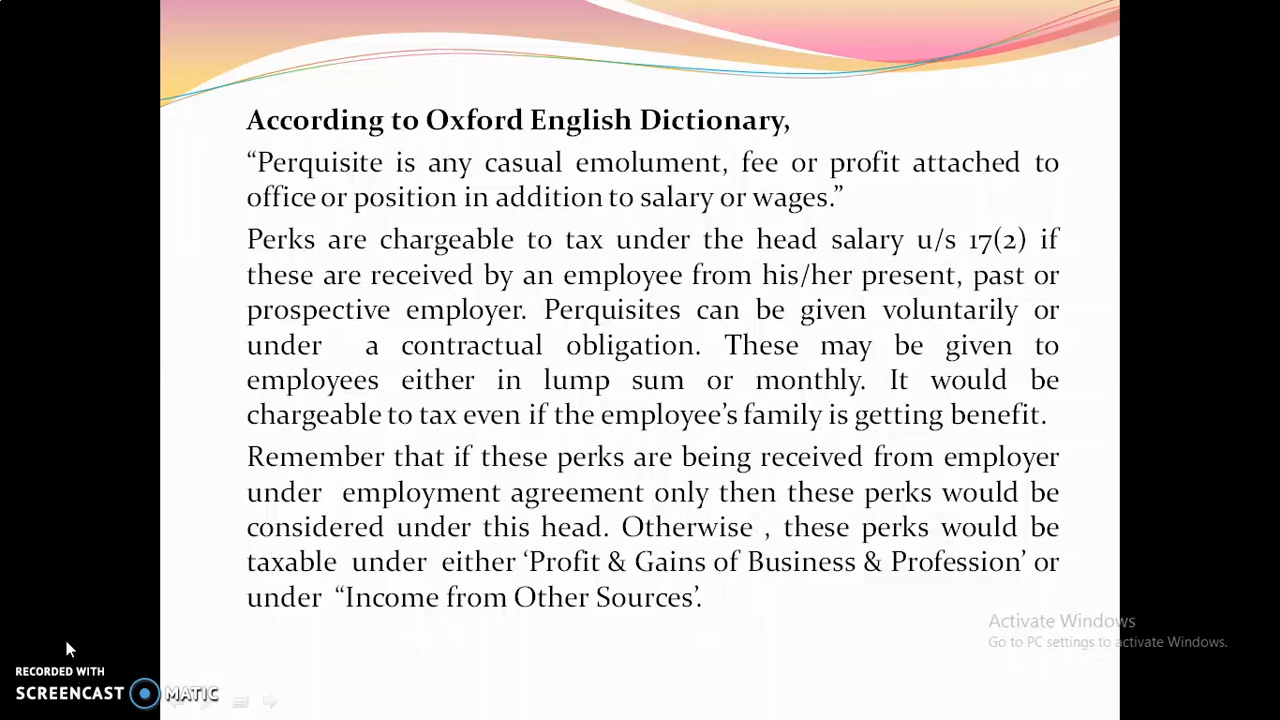 According to Oxford English Dictionary,
“Perquisite is any casual emolument, fee or profit attached to
office or position in addition to salary or wages.”
Perks are chargeable to tax under the head salary u/s 17(2) if
these are received by an employee from his/her present, past or
prospective employer. Perquisites can be given voluntarily or
under a contractual obligation. These may be given to
employees either in lump sum or monthly. It would be
chargeable to tax even if the employee’s family is getting benefit.
Remember that if these perks are being received from employer
under employment agreement only then these perks would be
considered under this head. Otherwise , these perks would be
taxable under either ‘Profit & Gains of Business & Profession’ or
under “Income from Other Sources’.
Activate Windows
Go to PC settings to activate Windows.
RECORDED WITH
SCREENCAST MATIC